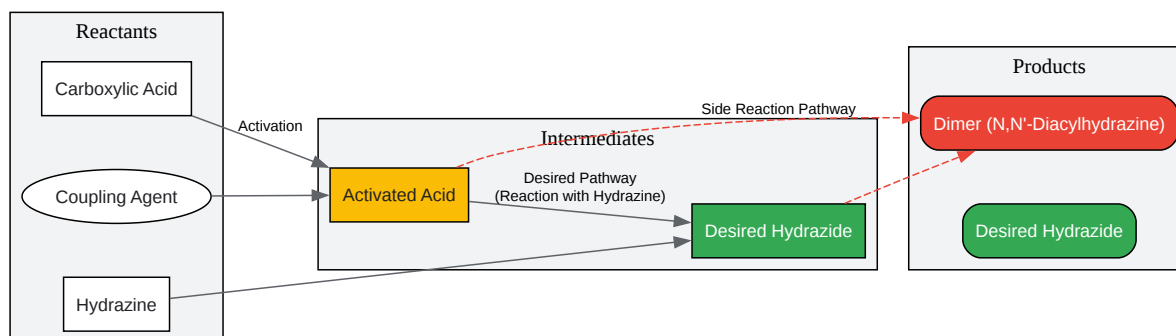 Reactants
Carboxylic Acid
Coupling Agent
Hydrazine
Activation
Intermediates
Activated Acid
Desired Pathway
(Reaction with Hydrazine)
Desired Hydrazide
Side Reaction Pathway
Products
Dimer (N,N'-Diacylhydrazine)
Desired Hydrazide